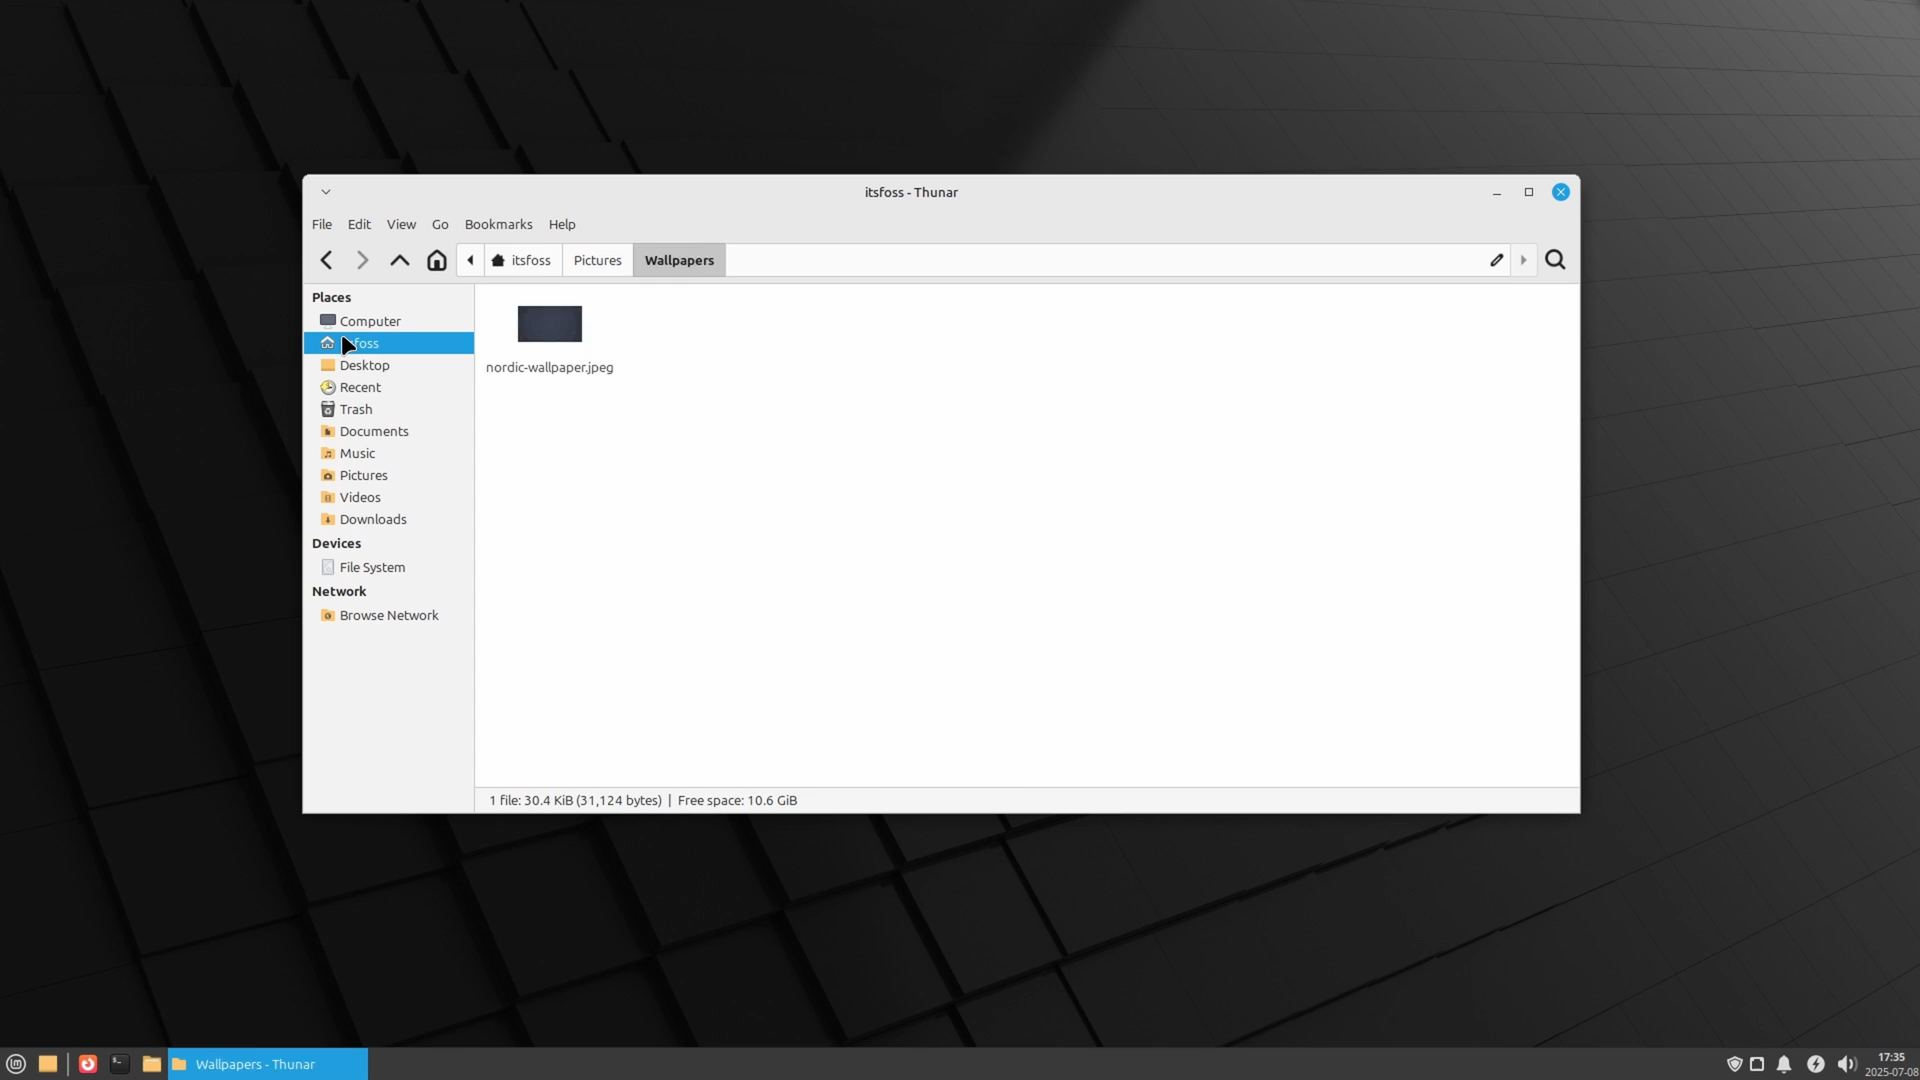 itsfoss - Thunar
File Edit View Go Bookmarks Help
itsfoss Pictures Wallpapers
Places
Computer
sfoss
Desktop
Recent
Trash
Documents
Music
Pictures
Videos
Downloads
Devices
File System
Network
Browse Network
nordic-wallpaper.jpeg
1 file: 30.4 KiB (31,124 bytes) | Free space: 10.6 GiB
Wallpapers - Thunar
17:35
2025-07-08